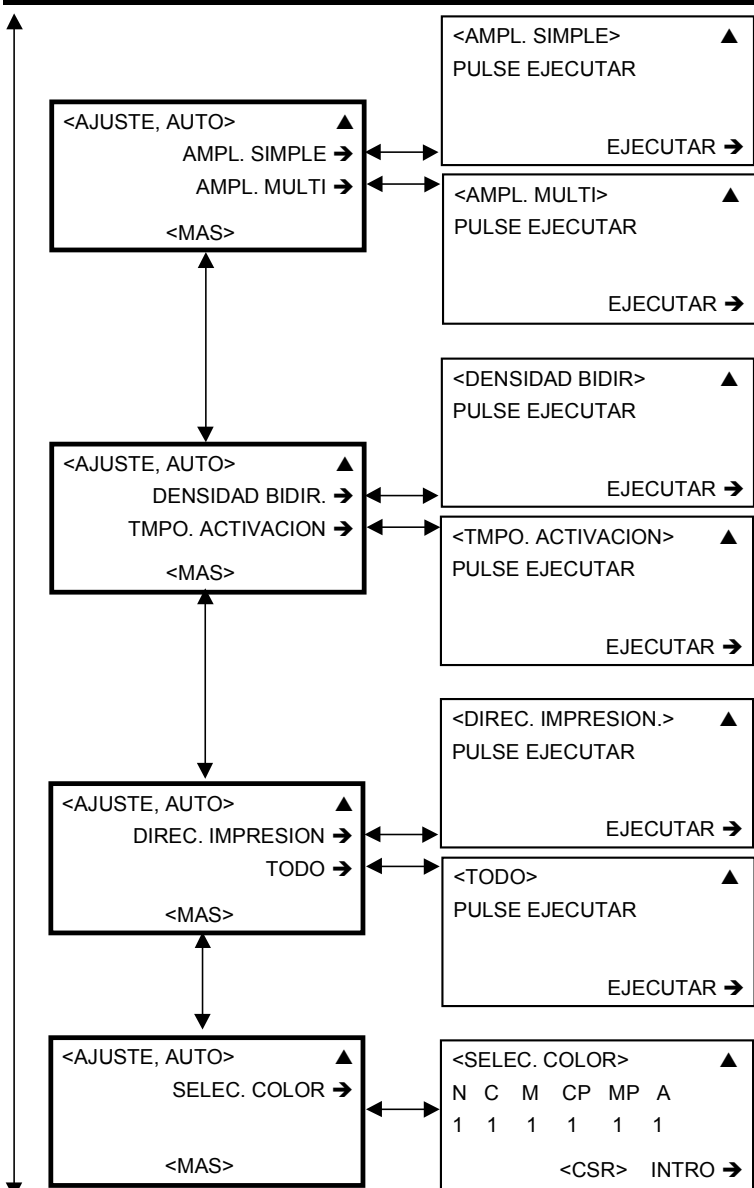 <AMPL. SIMPLE> ▲
PULSE EJECUTAR
EJECUTAR ➔
<AJUSTE, AUTO> ▲
AMPL. SIMPLE ➔
AMPL. MULTI ➔
<MAS>
<AMPL. MULTI> ▲
PULSE EJECUTAR
EJECUTAR ➔
<DENSIDAD BIDIR> ▲
PULSE EJECUTAR
EJECUTAR ➔
<AJUSTE, AUTO> ▲
DENSIDAD BIDIR. ➔
TMPO. ACTIVACION ➔
<MAS>
<TMPO. ACTIVACION> ▲
PULSE EJECUTAR
EJECUTAR ➔
<DIREC. IMPRESION.> ▲
PULSE EJECUTAR
EJECUTAR ➔
<AJUSTE, AUTO> ▲
DIREC. IMPRESION ➔
TODO ➔
<MAS>
<TODO> ▲
PULSE EJECUTAR
EJECUTAR ➔
<AJUSTE, AUTO> ▲
SELEC. COLOR ➔
<MAS>
<SELEC. COLOR> ▲
N C M CP MP A
1 1 1 1 1 1
<CSR> INTRO ➔